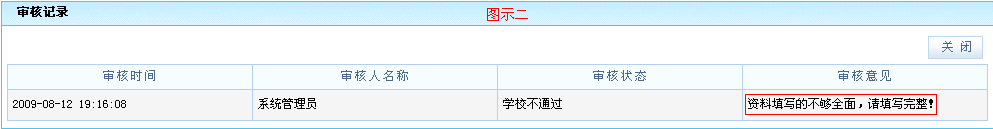 审核记录 图示二
关 闭
审核时间 审核人名称 审核状态 审核意见
2009-08-12 19:16:08 系统管理员 学校不通过 资料填写的不够全面，请填写完整！